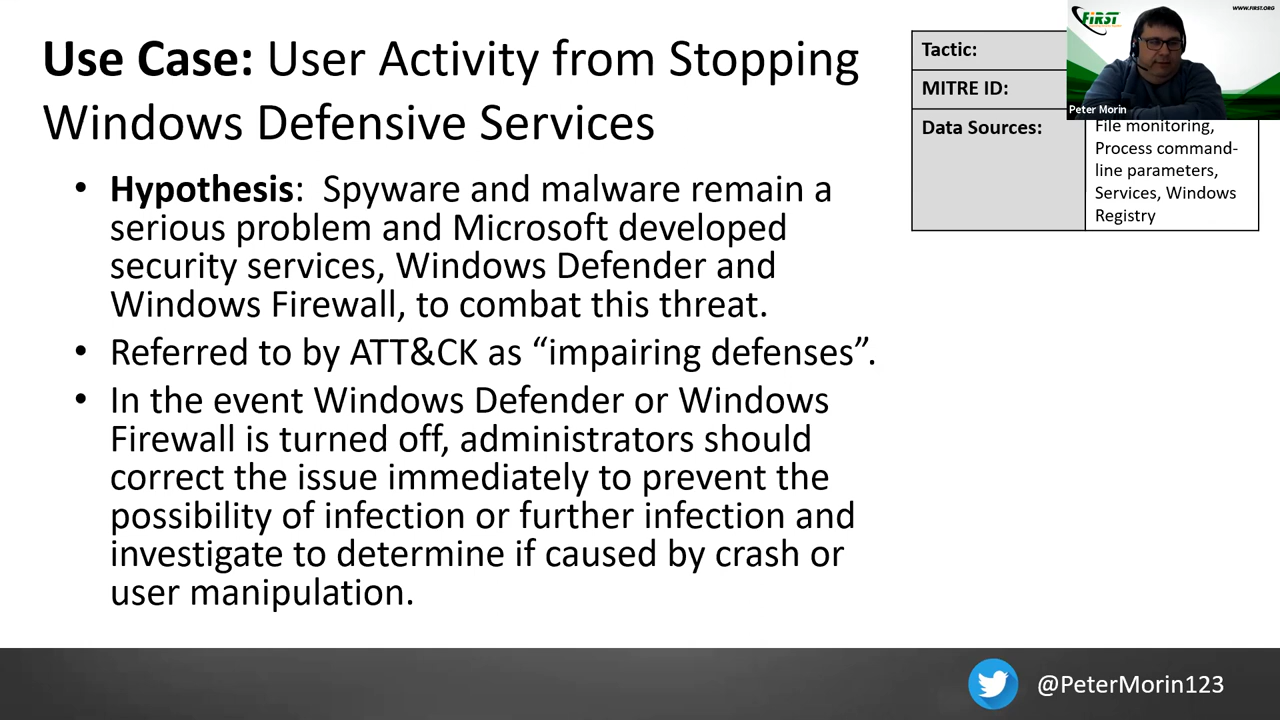 Use Case: User Activity from Stopping
Windows Defensive Services
• Hypothesis: Spyware and malware remain a
serious problem and Microsoft developed
security services, Windows Defender and
Windows Firewall, to combat this threat.
• Referred to by ATT&CK as “impairing defenses”.
• In the event Windows Defender or Windows
Firewall is turned off, administrators should
correct the issue immediately to prevent the
possibility of infection or further infection and
investigate to determine if caused by crash or
user manipulation.
Tactic:
MITRE ID:
Data Sources:
File monitoring,
Process command-
line parameters,
Services, Windows
Registry
FIRST
WWW.FIRST.ORG
Peter Morin
@PeterMorin123